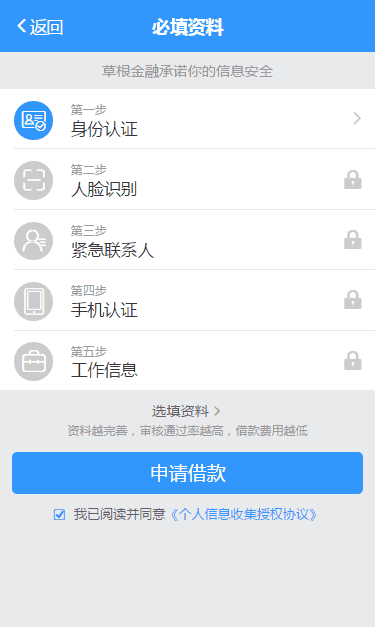 返回
必填资料
草根金融承诺你的信息安全
第一步
身份认证
第二步
人脸识别
第三步
紧急联系人
第四步
手机认证
第五步
工作信息
选填资料
资料越完善，审核通过率越高，借款费用越低
申请借款
我已阅读并同意《个人信息收集授权协议》